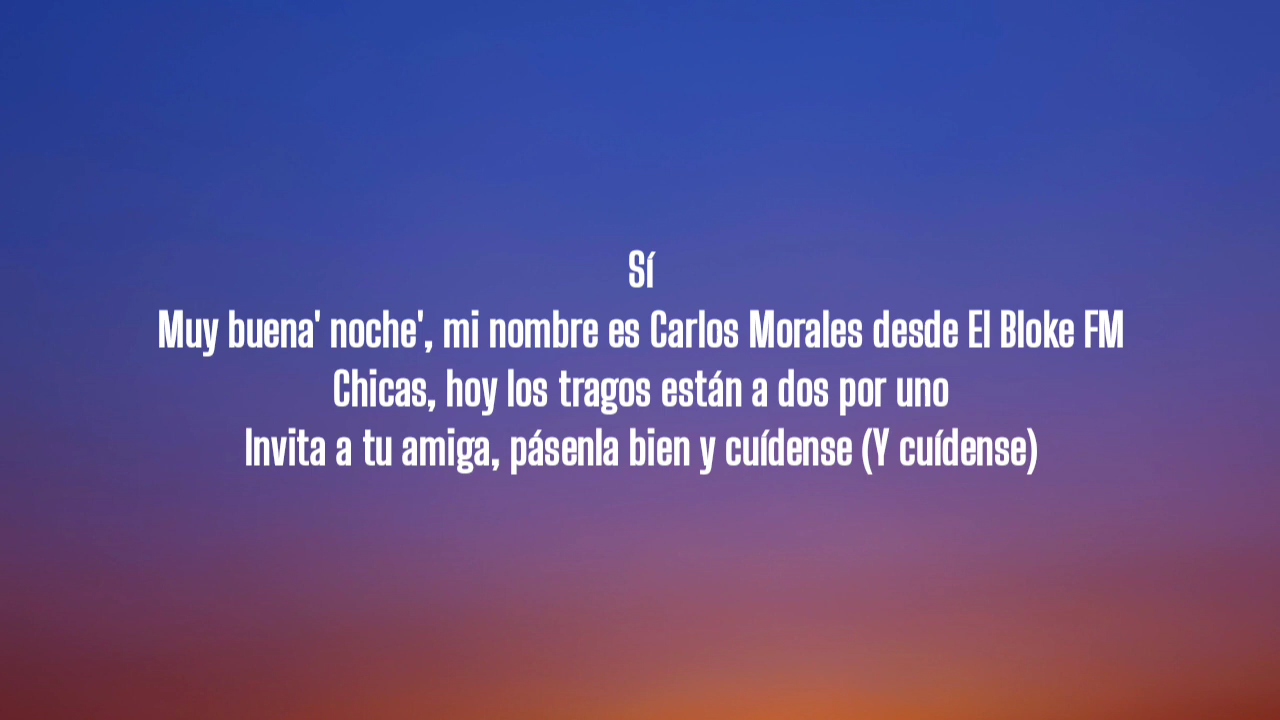 Sí
Muy buena' noche', mi nombre es Carlos Morales desde El Bloke FM
Chicas, hoy los tragos están a dos por uno
Invita a tu amiga, pásenla bien y cuídense (Y cuídense)